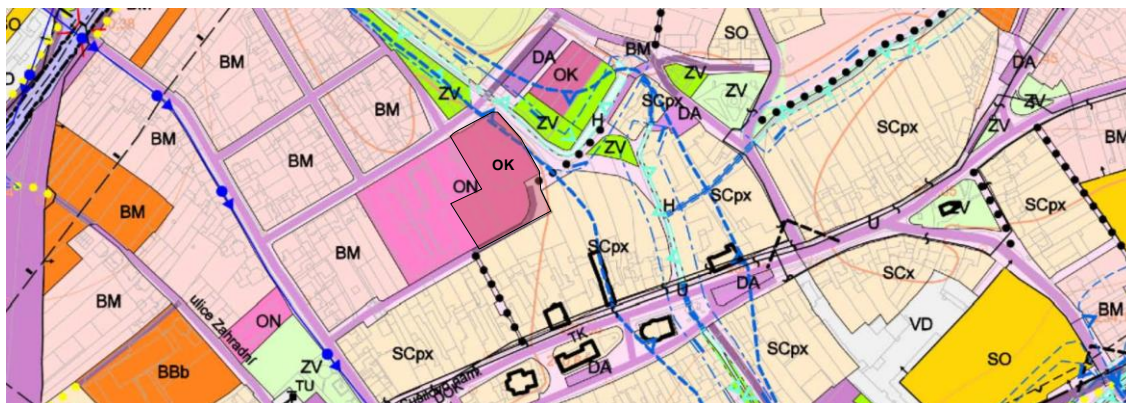 BM
SO
BM
DA
BM
SO
OK
DA
ZV
BM
ZV
ZV
SCpx
BM
H
DA
SCpx
ZV
ZV
BM
ZV
BM
OK
ON
SCpx
H
BM
ZV
SCpx
BM
U
SCpx
BM
SCx
DA
U
ulice Zahradní
ON
BM
VD
TK
SCpx
SCpx
SO
BBb
ZV
DA
TU
DOK